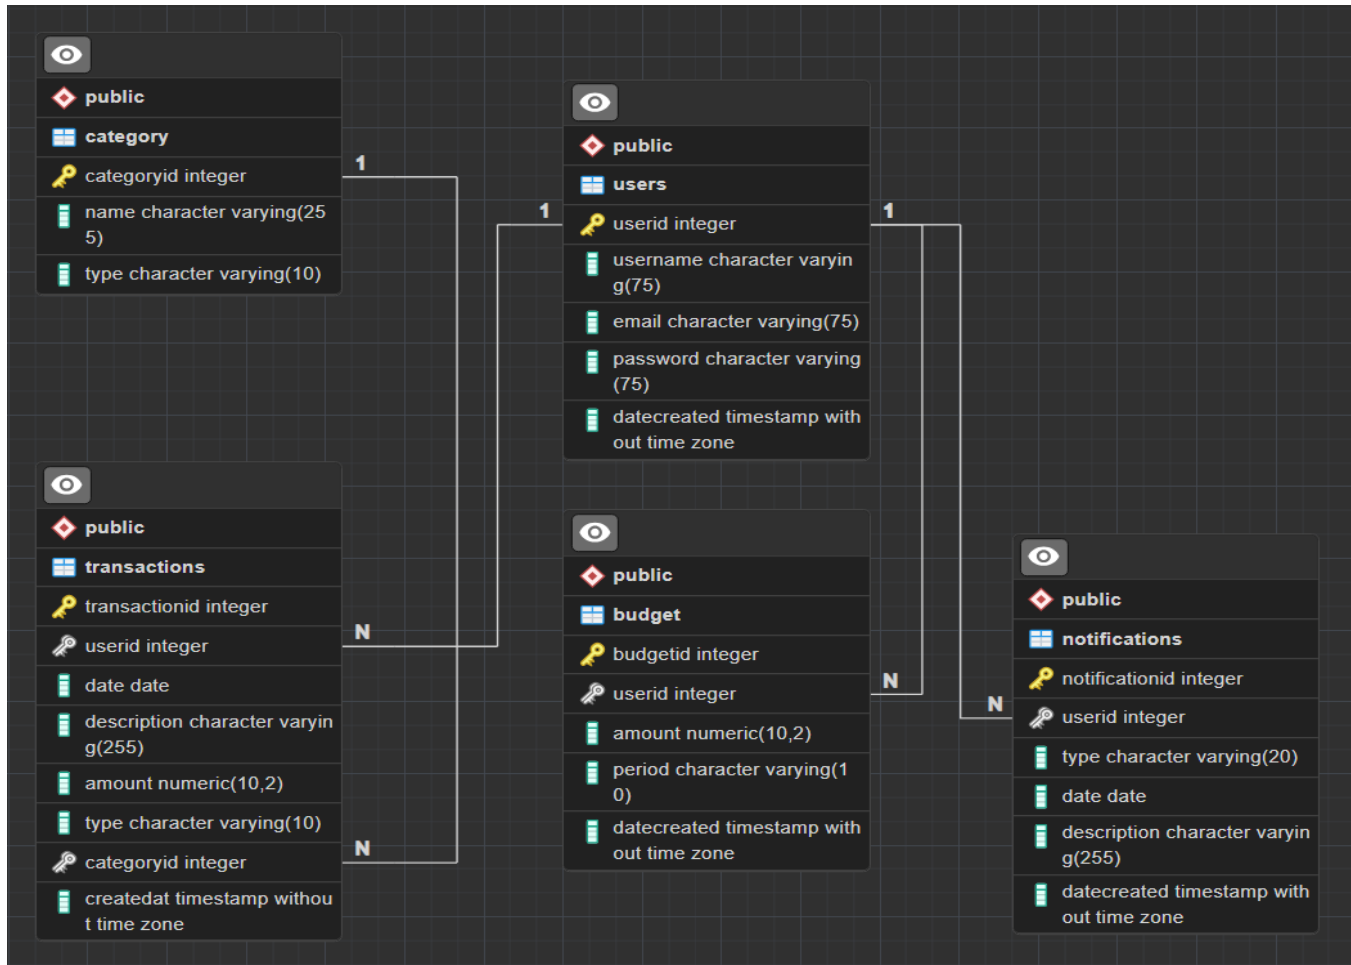 public
category
categoryid integer
name character varying(25
5)
type character varying(10)
1
N
public
transactions
transactionid integer
userid integer
date date
description character varyin
g(255)
amount numeric(10,2)
type character varying(10)
categoryid integer
createdat timestamp withou
t time zone
N
1
public
users
userid integer
username character varyin
g(75)
email character varying(75)
password character varying
(75)
datecreated timestamp with
out time zone
1
public
budget
budgetid integer
userid integer
amount numeric(10,2)
period character varying(1
0)
datecreated timestamp with
out time zone
N
N
public
notifications
notificationid integer
userid integer
type character varying(20)
date date
description character varyin
g(255)
datecreated timestamp with
out time zone